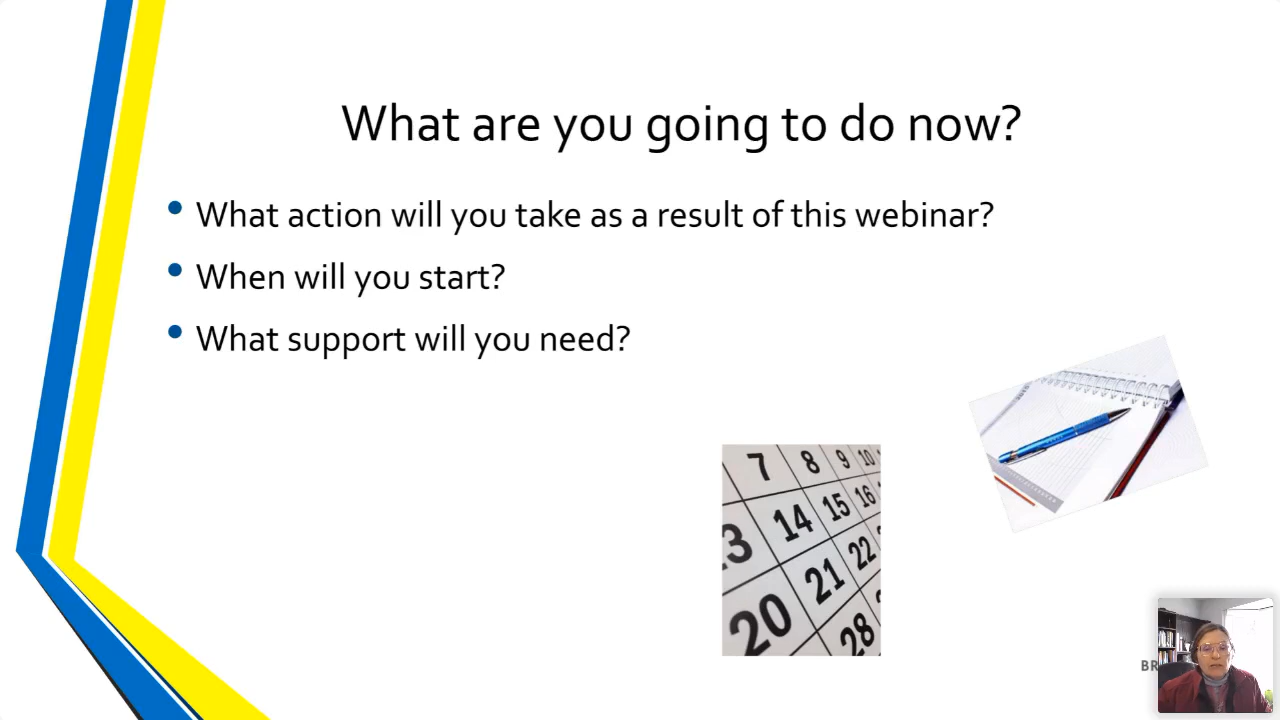 What are you going to do now?
What action will you take as a result of this webinar?
When will you start?
What support will you need?
7 8 9 10
14 15 16
20 21 22
28
BR